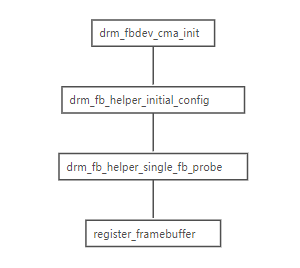 drm_fbdev_cma_init
drm_fb_helper_initial_config
drm_fb_helper_single_fb_probe
register_framebuffer